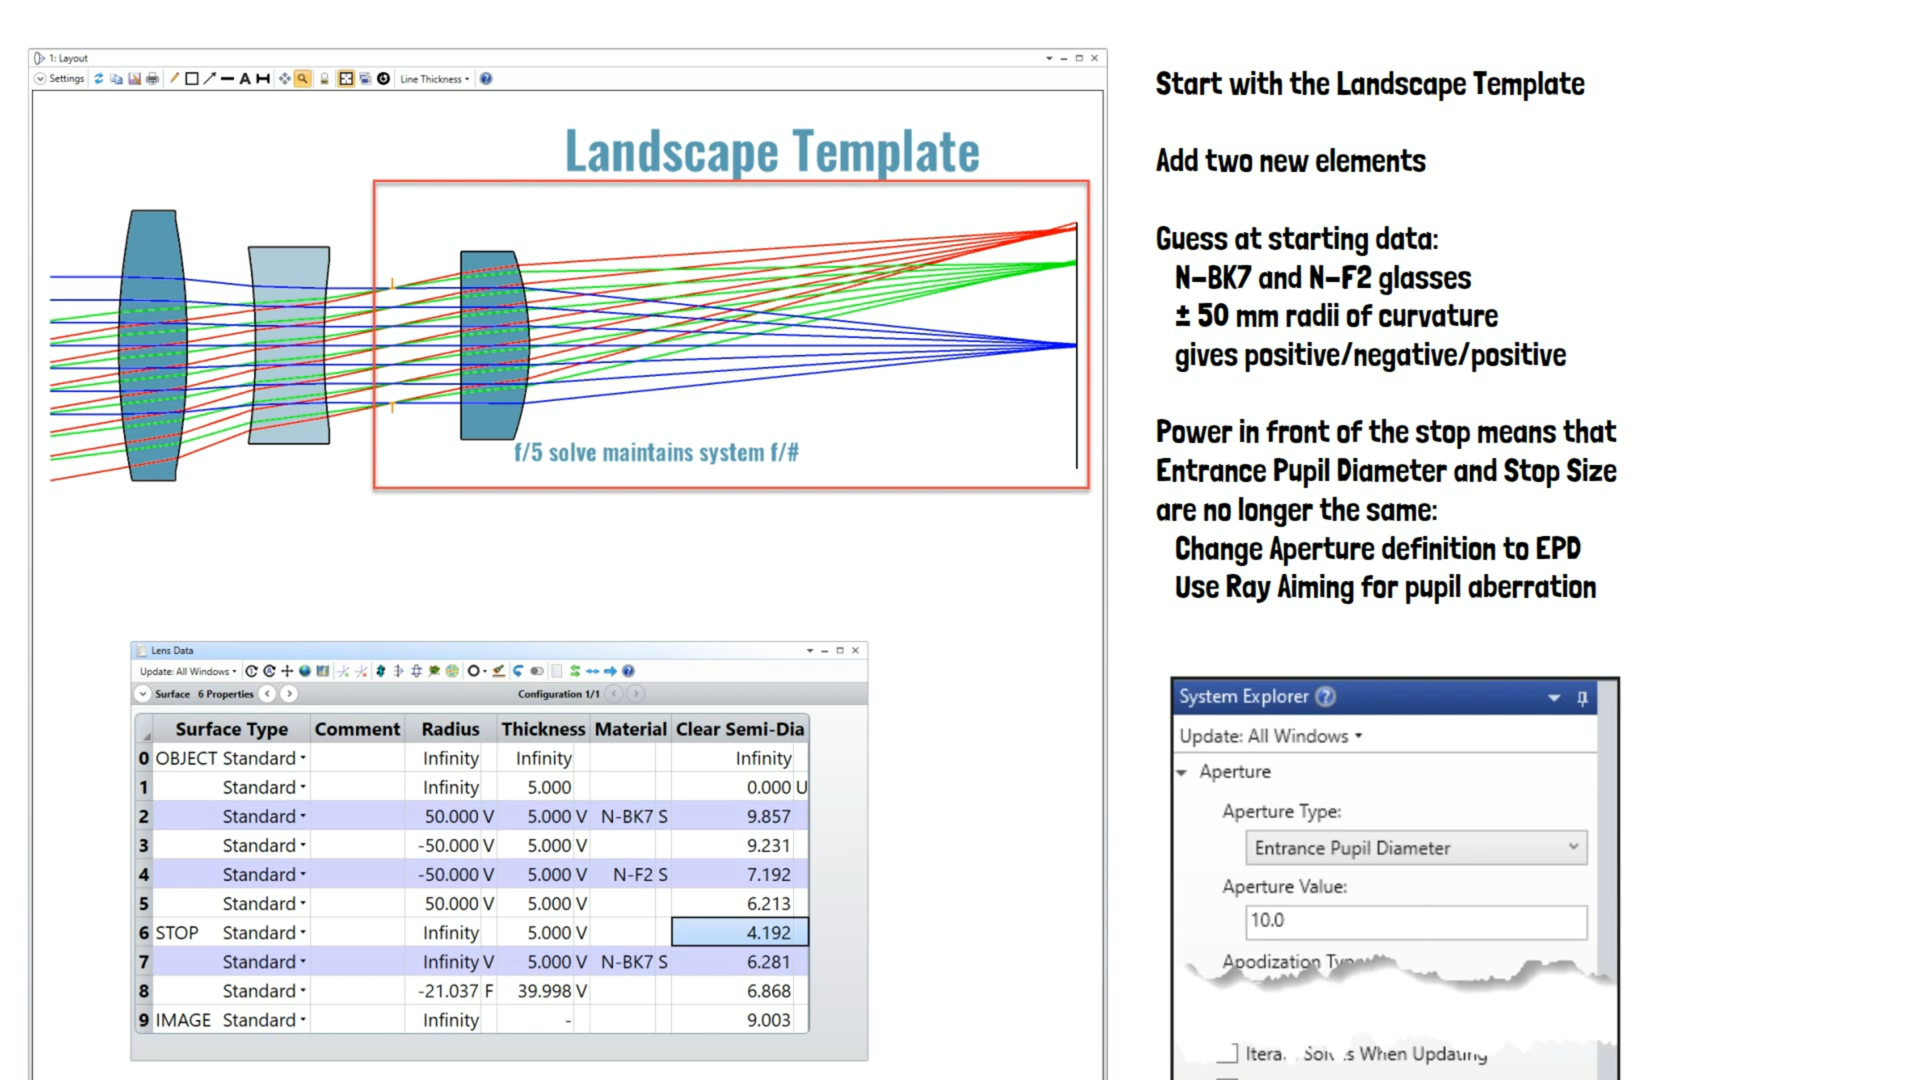 1: Layout
Settings
Line Thickness
Landscape Template
f/5 solve maintains system f/#
Lens Data
Update: All Windows
Surface 6 Properties
Configuration 1/1
Surface Type Comment Radius Thickness Material Clear Semi-Dia
0 OBJECT Standard Infinity Infinity Infinity
1 Standard Infinity 5.000 0.000 U
2 Standard 50.000 V 5.000 V N-BK7 S 9.857
3 Standard -50.000 V 5.000 V 9.231
4 Standard -50.000 V 5.000 V N-F2 S 7.192
5 Standard 50.000 V 5.000 V 6.213
6 STOP Standard Infinity 5.000 V 4.192
7 Standard Infinity V 5.000 V N-BK7 S 6.281
8 Standard -21.037 F 39.998 V 6.868
9 IMAGE Standard Infinity - 9.003
Start with the Landscape Template
Add two new elements
Guess at starting data:
N-BK7 and N-F2 glasses
± 50 mm radii of curvature
gives positive/negative/positive
Power in front of the stop means that
Entrance Pupil Diameter and Stop Size
are no longer the same:
Change Aperture definition to EPD
Use Ray Aiming for pupil aberration
System Explorer
Update: All Windows
Aperture
Aperture Type:
Entrance Pupil Diameter
Aperture Value:
10.0
Apodization
When Updating